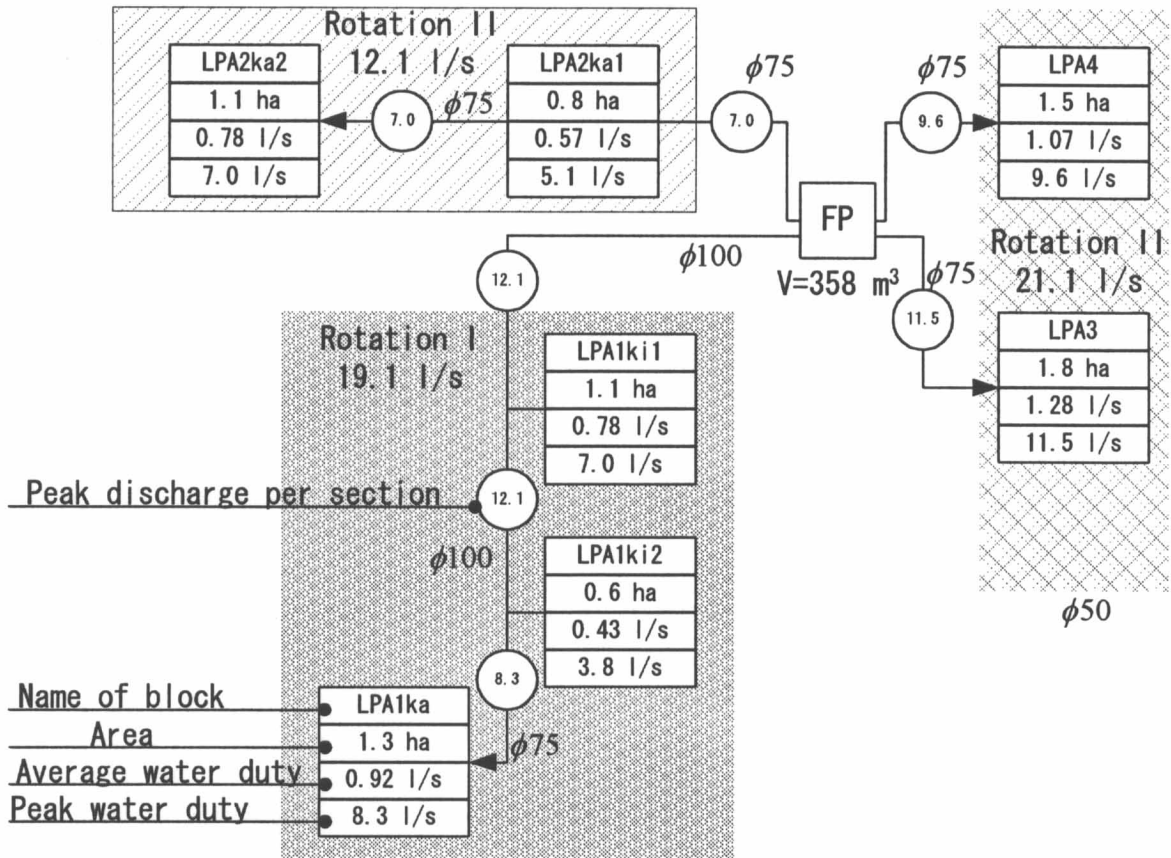 Rotation II
12.1 l/s
LPA2ka2
1.1 ha
0.78 l/s
7.0 l/s
7.0
φ75
LPA2ka1
0.8 ha
0.57 l/s
5.1 l/s
φ75
7.0
φ75
9.6
LPA4
1.5 ha
1.07 l/s
9.6 l/s
FP
V=358 m³
φ100
φ75
11.5
Rotation II
21.1 l/s
LPA3
1.8 ha
1.28 l/s
11.5 l/s
φ50
12.1
Rotation I
19.1 l/s
LPA1ki1
1.1 ha
0.78 l/s
7.0 l/s
Peak discharge per section
12.1
φ100
LPA1ki2
0.6 ha
0.43 l/s
3.8 l/s
8.3
φ75
Name of block
LPA1ka
Area
1.3 ha
Average water duty
0.92 l/s
Peak water duty
8.3 l/s